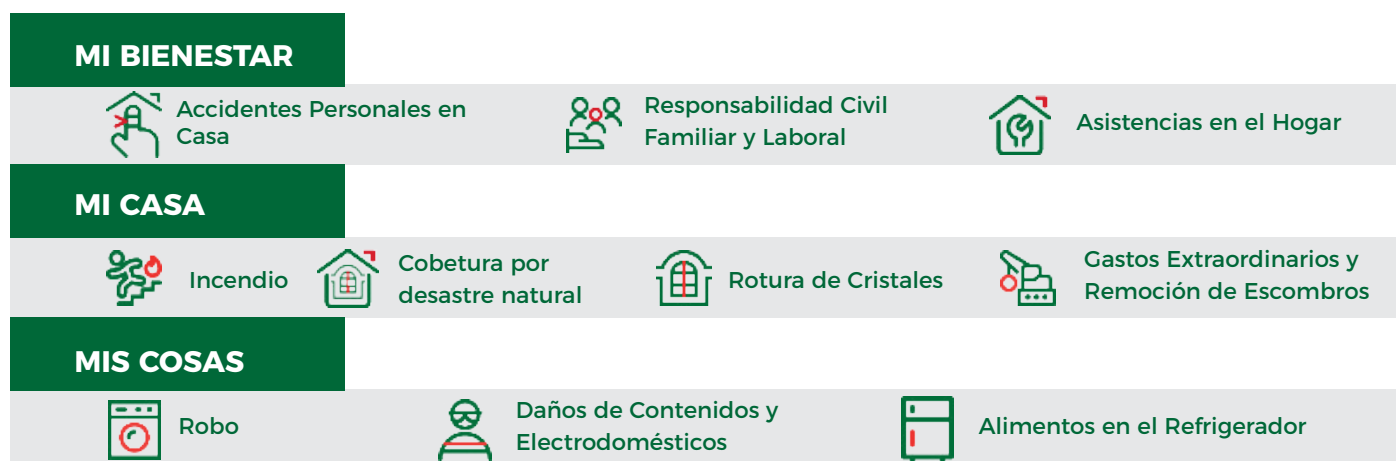 MI BIENESTAR
Accidentes Personales en
Casa
Responsabilidad Civil
Familiar y Laboral
Asistencias en el Hogar
MI CASA
Incendio
Cobetura por
desastre natural
Rotura de Cristales
Gastos Extraordinarios y
Remoción de Escombros
MIS COSAS
Robo
Daños de Contenidos y
Electrodomésticos
Alimentos en el Refrigerador